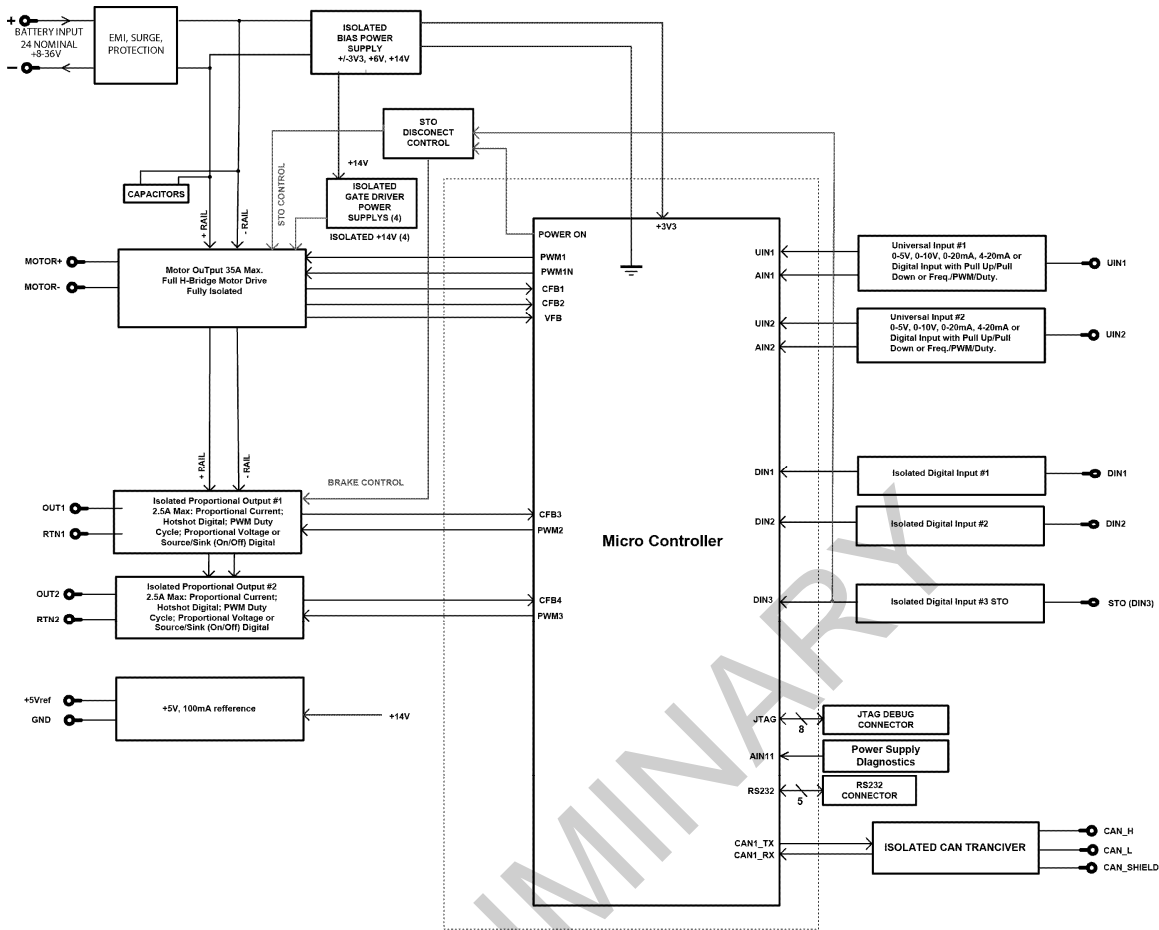 +
BATTERY INPUT
24 NOMINAL
+8-36V
−
EMI, SURGE,
PROTECTION
ISOLATED
BIAS POWER
SUPPLY
+/-3V3, +6V, +14V
STO
DISCONECT
CONTROL
+14V
CAPACITORS
ISOLATED
GATE DRIVER
POWER
SUPPLYS (4)
ISOLATED +14V (4)
STO CONTROL
+ RAIL
- RAIL
MOTOR+
MOTOR-
Motor OuTput 35A Max.
Full H-Bridge Motor Drive
Fully Isolated
+3V3
POWER ON
PWM1
PWM1N
CFB1
CFB2
VFB
UIN1
AIN1
Universal Input #1
0-5V, 0-10V, 0-20mA, 4-20mA or
Digital Input with Pull Up/Pull
Down or Freq./PWM/Duty.
UIN1
UIN2
AIN2
Universal Input #2
0-5V, 0-10V, 0-20mA, 4-20mA or
Digital Input with Pull Up/Pull
Down or Freq./PWM/Duty.
UIN2
+ RAIL
- RAIL
BRAKE CONTROL
OUT1
RTN1
Isolated Proportional Output #1
2.5A Max: Proportional Current;
Hotshot Digital; PWM Duty
Cycle; Proportional Voltage or
Source/Sink (On/Off) Digital
CFB3
PWM2
Micro Controller
DIN1
Isolated Digital Input #1
DIN1
DIN2
Isolated Digital Input #2
DIN2
OUT2
RTN2
Isolated Proportional Output #2
2.5A Max: Proportional Current;
Hotshot Digital; PWM Duty
Cycle; Proportional Voltage or
Source/Sink (On/Off) Digital
CFB4
PWM3
DIN3
Isolated Digital Input #3 STO
STO (DIN3)
+5Vref
GND
+5V, 100mA refference
+14V
JTAG
8
JTAG DEBUG
CONNECTOR
AIN11
Power Supply
DIagnostics
RS232
5
RS232
CONNECTOR
CAN1_TX
CAN1_RX
ISOLATED CAN TRANCIVER
CAN_H
CAN_L
CAN_SHIELD
IMINARY